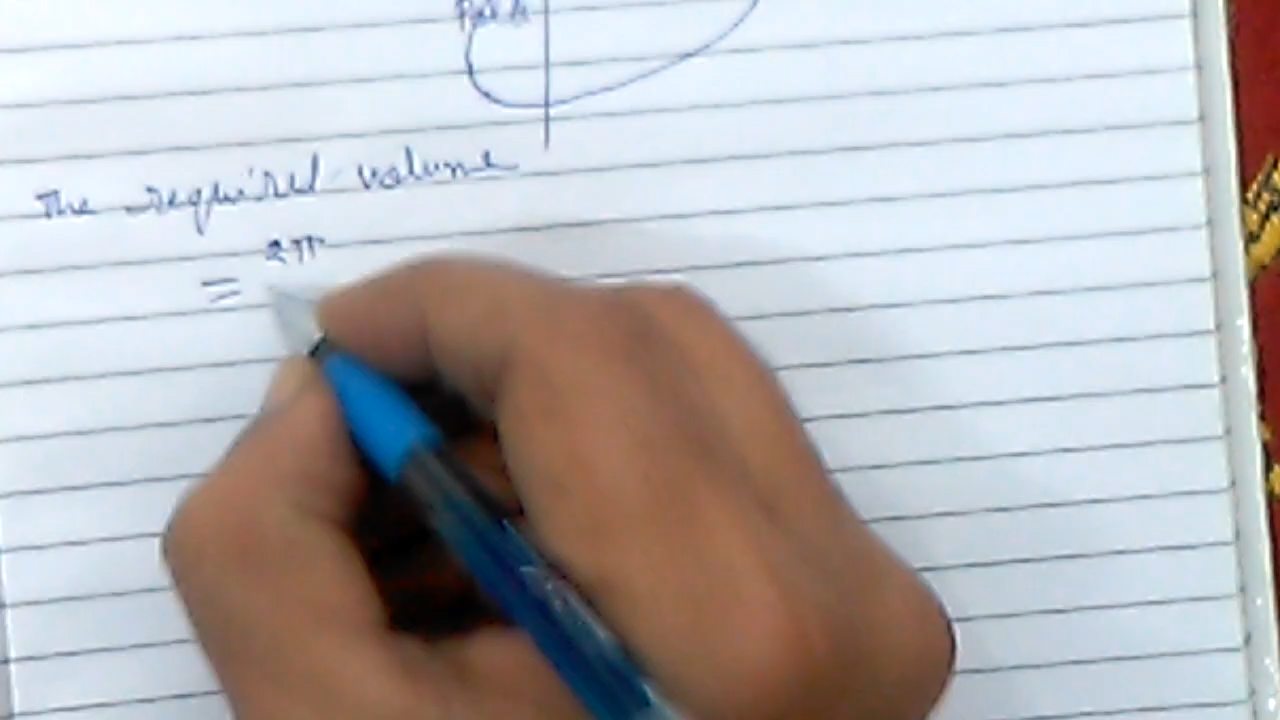 The required volume
= 2π